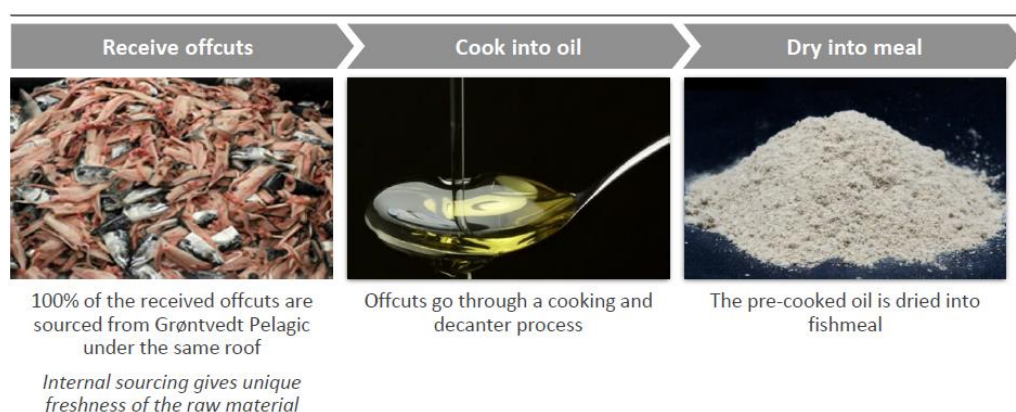 Receive offcuts
Cook into oil
Dry into meal
100% of the received offcuts are
sourced from Grøntvedt Pelagic
under the same roof
Internal sourcing gives unique
freshness of the raw material
Offcuts go through a cooking and
decanter process
The pre-cooked oil is dried into
fishmeal